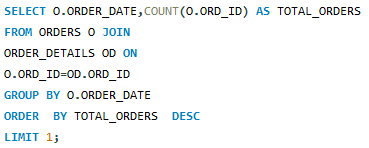 SELECT O.ORDER_DATE,COUNT(O.ORD_ID) AS TOTAL_ORDERS
FROM ORDERS O JOIN
ORDER_DETAILS OD ON
O.ORD_ID=OD.ORD_ID
GROUP BY O.ORDER_DATE
ORDER  BY TOTAL_ORDERS  DESC
LIMIT 1;